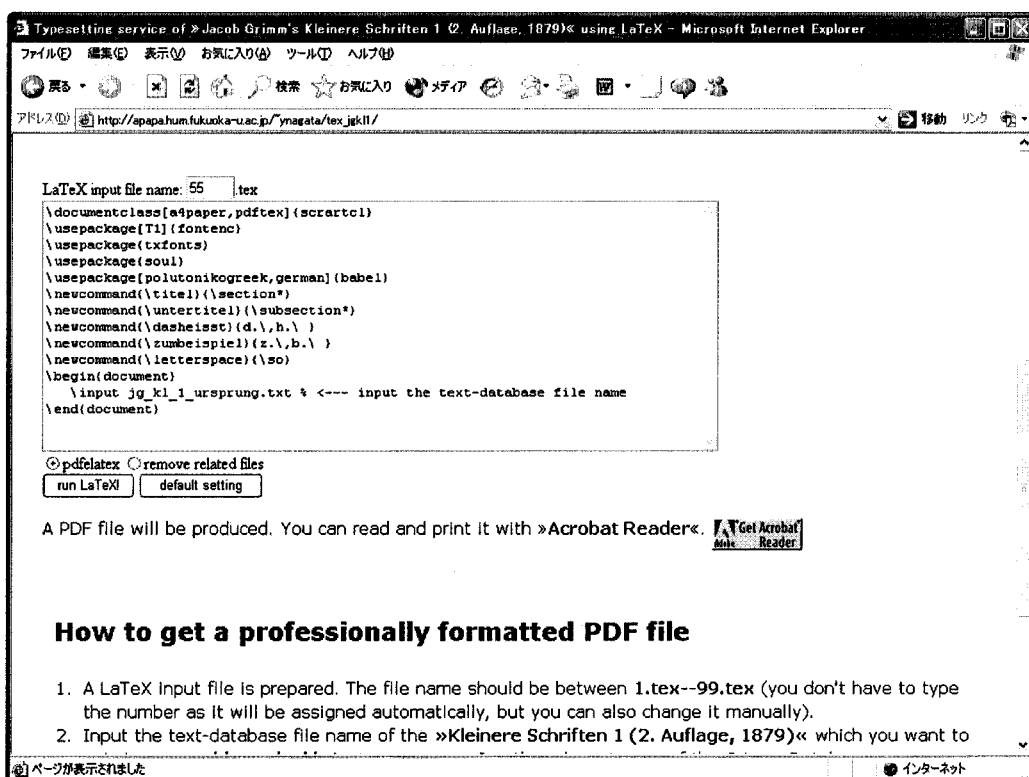 Typesetting service of »Jacob Grimm's Kleinere Schriften 1 (2. Auflage, 1879)« using LaTeX - Microsoft Internet Explorer
ファイル(F) 編集(E) 表示(V) お気に入り(A) ツール(T) ヘルプ(H)
戻る 検索 お気に入り メディア
アドレス(D) http://apapa.hum.fukuoka-u.ac.jp/~ynagata/tex_jgkl1/ 移動 リンク
LaTeX input file name: 55 .tex
\documentclass[a4paper,pdftex]{scrartcl}
\usepackage[T1]{fontenc}
\usepackage{txfonts}
\usepackage{soul}
\usepackage[polutonikogreek,german]{babel}
\newcommand{\titel}{\section*}
\newcommand{\untertitel}{\subsection*}
\newcommand{\dasheisst}{d.\,h.\ }
\newcommand{\zumbeispiel}{z.\,b.\ }
\newcommand{\letterspace}{\so}
\begin{document}
\input jg_kl_1_ursprung.txt % <--- input the text-database file name
\end{document}
pdfelatex remove related files
run LaTeX! default setting
A PDF file will be produced. You can read and print it with »Acrobat Reader«. Get Acrobat Reader Adobe
How to get a professionally formatted PDF file
1. A LaTeX input file is prepared. The file name should be between 1.tex--99.tex (you don't have to type
the number as it will be assigned automatically, but you can also change it manually).
2. Input the text-database file name of the »Kleinere Schriften 1 (2. Auflage, 1879)« which you want to
ページが表示されました インターネット